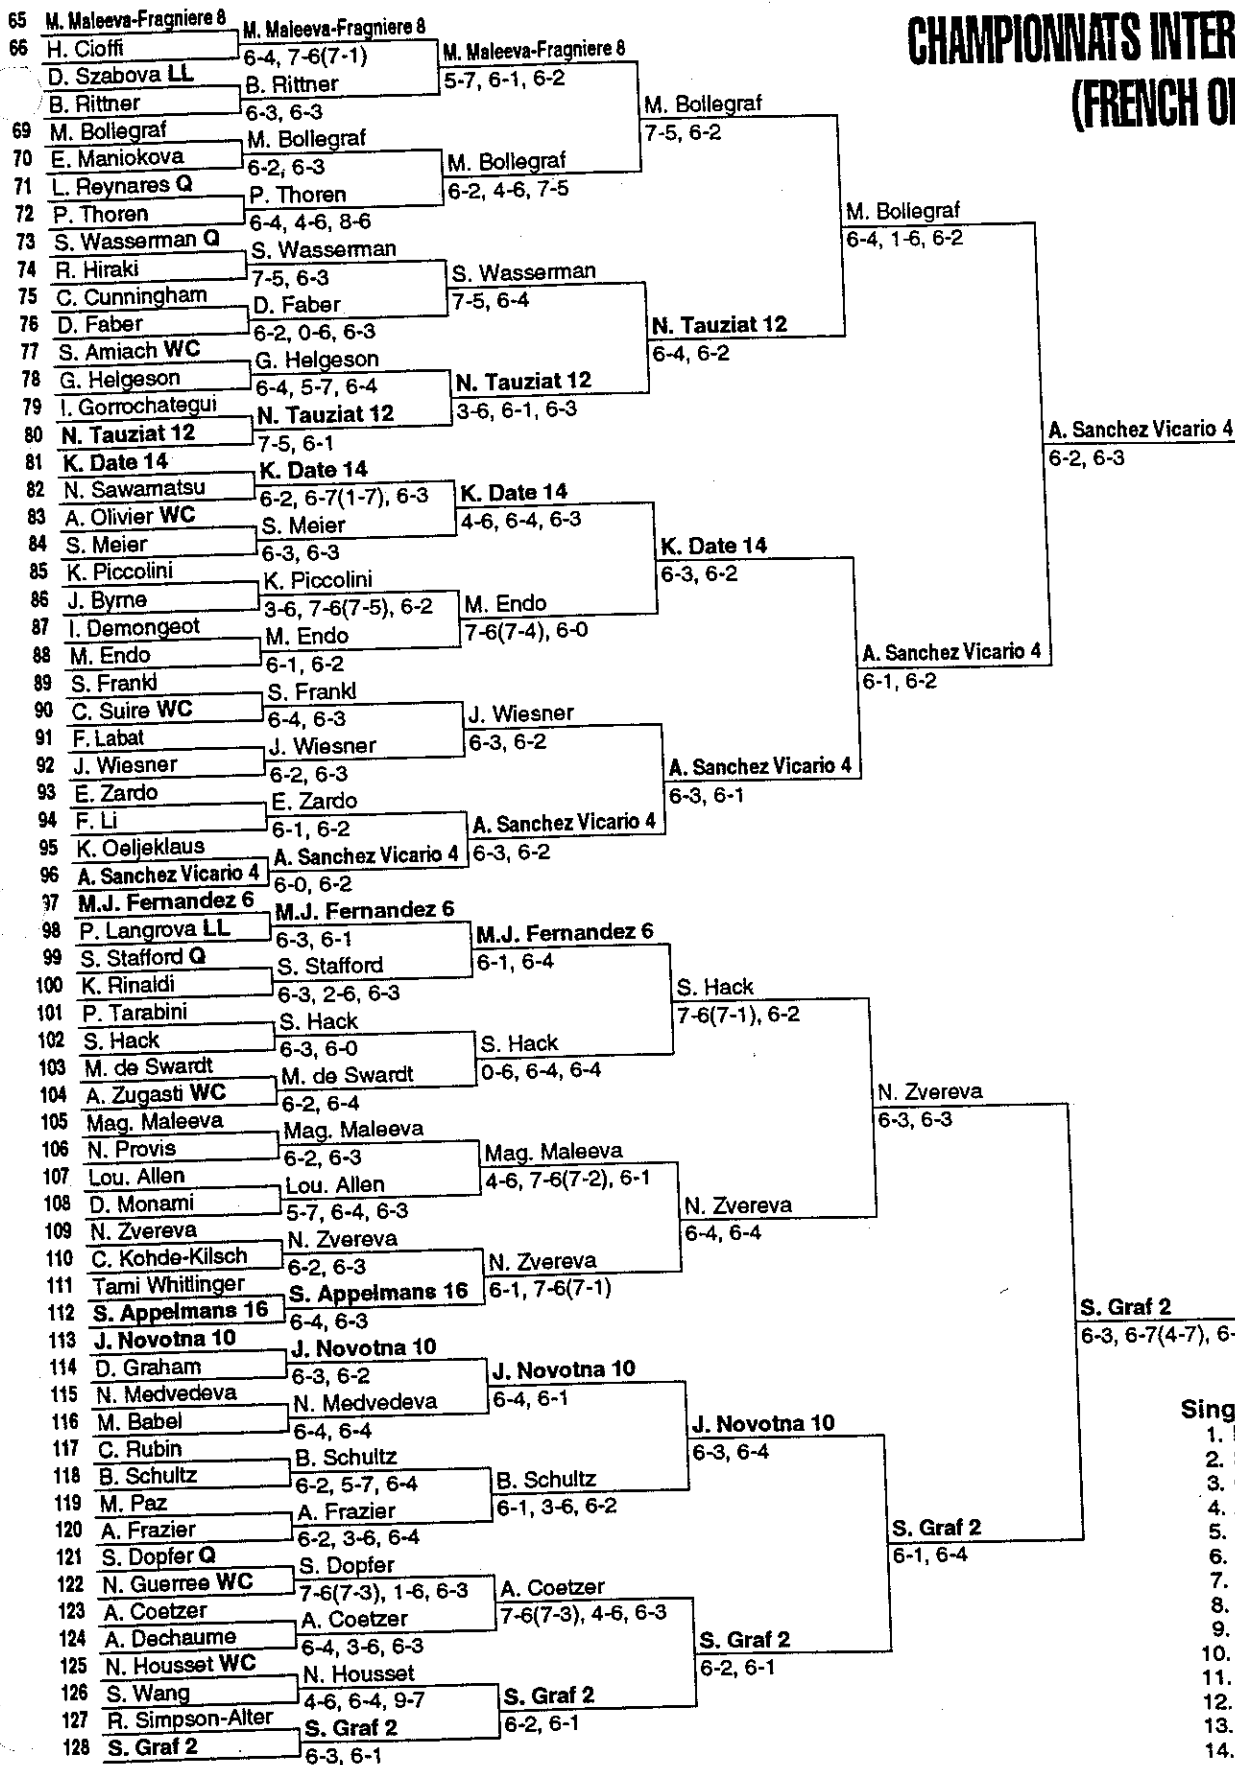 CHAMPIONNATS INTER
(FRENCH O
65 M. Maleeva-Fragniere 8
66 H. Cioffi
D. Szabova LL
B. Rittner
69 M. Bollegraf
70 E. Maniokova
71 L. Reynares Q
72 P. Thoren
73 S. Wasserman Q
74 R. Hiraki
75 C. Cunningham
76 D. Faber
77 S. Amiach WC
78 G. Helgeson
79 I. Gorrochategui
80 N. Tauziat 12
81 K. Date 14
82 N. Sawamatsu
83 A. Olivier WC
84 S. Meier
85 K. Piccolini
86 J. Byrne
87 I. Demongeot
88 M. Endo
89 S. Frankl
90 C. Suire WC
91 F. Labat
92 J. Wiesner
93 E. Zardo
94 F. Li
95 K. Oeljeklaus
96 A. Sanchez Vicario 4
97 M.J. Fernandez 6
98 P. Langrova LL
99 S. Stafford Q
100 K. Rinaldi
101 P. Tarabini
102 S. Hack
103 M. de Swardt
104 A. Zugasti WC
105 Mag. Maleeva
106 N. Provis
107 Lou. Allen
108 D. Monami
109 N. Zvereva
110 C. Kohde-Kilsch
111 Tami Whitlinger
112 S. Appelmans 16
113 J. Novotna 10
114 D. Graham
115 N. Medvedeva
116 M. Babel
117 C. Rubin
118 B. Schultz
119 M. Paz
120 A. Frazier
121 S. Dopfer Q
122 N. Guerree WC
123 A. Coetzer
124 A. Dechaume
125 N. Housset WC
126 S. Wang
127 R. Simpson-Alter
128 S. Graf 2
M. Maleeva-Fragniere 8
6-4, 7-6(7-1)
B. Rittner
6-3, 6-3
M. Bollegraf
6-2, 6-3
P. Thoren
6-4, 4-6, 8-6
S. Wasserman
7-5, 6-3
D. Faber
6-2, 0-6, 6-3
G. Helgeson
6-4, 5-7, 6-4
N. Tauziat 12
7-5, 6-1
K. Date 14
6-2, 6-7(1-7), 6-3
S. Meier
6-3, 6-3
K. Piccolini
3-6, 7-6(7-5), 6-2
M. Endo
6-1, 6-2
S. Frankl
6-4, 6-3
J. Wiesner
6-2, 6-3
E. Zardo
6-1, 6-2
A. Sanchez Vicario 4
6-0, 6-2
M.J. Fernandez 6
6-3, 6-1
S. Stafford
6-3, 2-6, 6-3
S. Hack
6-3, 6-0
M. de Swardt
6-2, 6-4
Mag. Maleeva
6-2, 6-3
Lou. Allen
5-7, 6-4, 6-3
N. Zvereva
6-2, 6-3
S. Appelmans 16
6-4, 6-3
J. Novotna 10
6-3, 6-2
N. Medvedeva
6-4, 6-4
B. Schultz
6-2, 5-7, 6-4
A. Frazier
6-2, 3-6, 6-4
S. Dopfer
7-6(7-3), 1-6, 6-3
A. Coetzer
6-4, 3-6, 6-3
N. Housset
4-6, 6-4, 9-7
S. Graf 2
6-3, 6-1
M. Maleeva-Fragniere 8
5-7, 6-1, 6-2
M. Bollegraf
6-2, 4-6, 7-5
S. Wasserman
7-5, 6-4
N. Tauziat 12
3-6, 6-1, 6-3
K. Date 14
4-6, 6-4, 6-3
M. Endo
7-6(7-4), 6-0
J. Wiesner
6-3, 6-2
A. Sanchez Vicario 4
6-3, 6-2
M.J. Fernandez 6
6-1, 6-4
S. Hack
0-6, 6-4, 6-4
Mag. Maleeva
4-6, 7-6(7-2), 6-1
N. Zvereva
6-1, 7-6(7-1)
J. Novotna 10
6-4, 6-1
B. Schultz
6-1, 3-6, 6-2
A. Coetzer
7-6(7-3), 4-6, 6-3
S. Graf 2
6-2, 6-1
M. Bollegraf
7-5, 6-2
N. Tauziat 12
6-4, 6-2
K. Date 14
6-3, 6-2
A. Sanchez Vicario 4
6-3, 6-1
S. Hack
7-6(7-1), 6-2
N. Zvereva
6-4, 6-4
J. Novotna 10
6-3, 6-4
S. Graf 2
6-2, 6-1
M. Bollegraf
6-4, 1-6, 6-2
A. Sanchez Vicario 4
6-1, 6-2
N. Zvereva
6-3, 6-3
S. Graf 2
6-1, 6-4
A. Sanchez Vicario 4
6-2, 6-3
S. Graf 2
6-3, 6-7(4-7), 6-
Sing
1.
2.
3.
4.
5.
6.
7.
8.
9.
10.
11.
12.
13.
14.